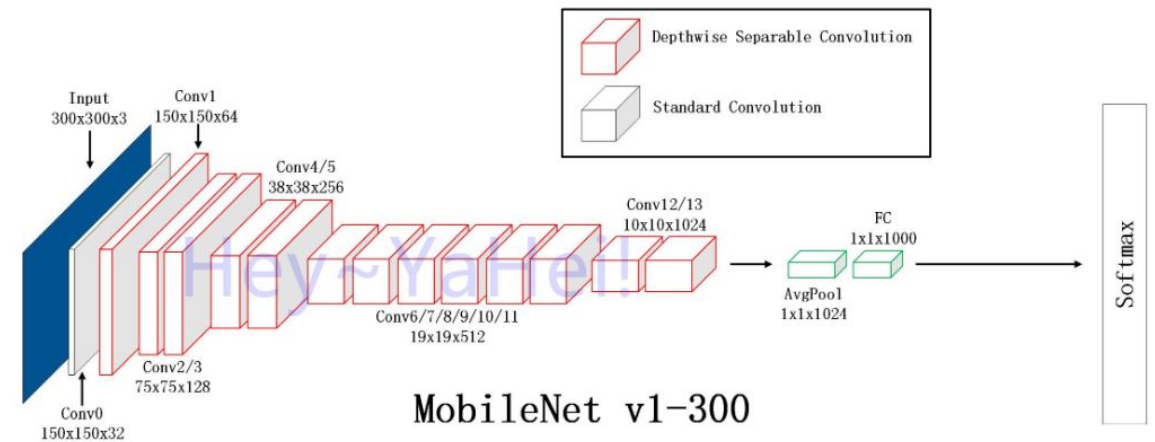 Depthwise Separable Convolution
Standard Convolution
Input
300x300x3
Conv1
150x150x64
Conv4/5
38x38x256
Conv12/13
10x10x1024
FC
1x1x1000
Softmax
Hey~YaHei!
AvgPool
1x1x1024
Conv6/7/8/9/10/11
19x19x512
Conv2/3
75x75x128
Conv0
150x150x32
MobileNet v1-300